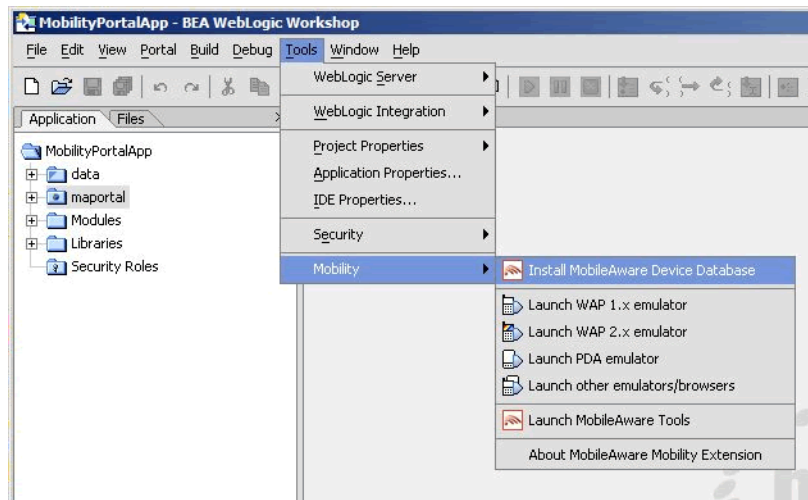 MobilityPortalApp - BEA WebLogic Workshop
File Edit View Portal Build Debug Tools Window Help
WebLogic Server
WebLogic Integration
Project Properties
Application Properties...
IDE Properties...
Security
Mobility
Application Files
MobilityPortalApp
data
maportal
Modules
Libraries
Security Roles
Install MobileAware Device Database
Launch WAP 1.x emulator
Launch WAP 2.x emulator
Launch PDA emulator
Launch other emulators/browsers
Launch MobileAware Tools
About MobileAware Mobility Extension